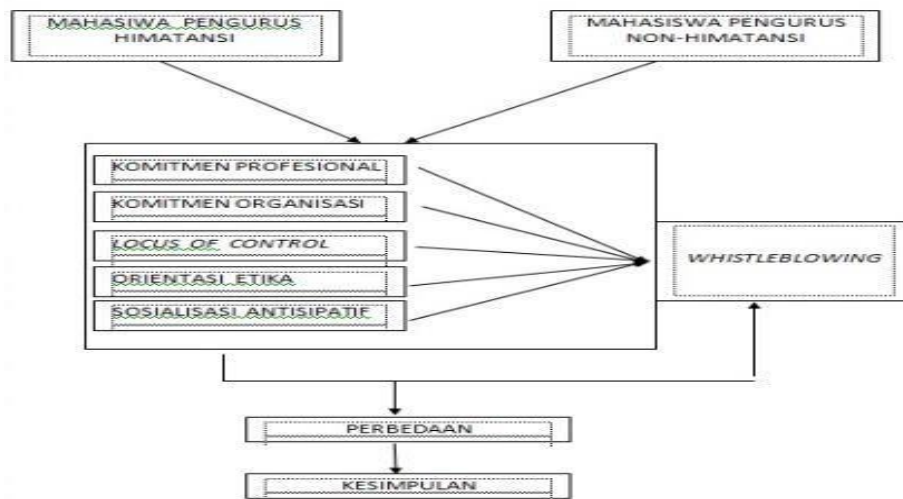 MAHASIWA PENGURUS
HIMATANSI
MAHASISWA PENGURUS
NON-HIMATANSI
KOMITMEN PROFESIONAL
KOMITMEN ORGANISASI
LOCUS OF CONTROL
ORIENTASI ETIKA
SOSIALISASI ANTISIPATIF
WHISTLEBLOWING
PERBEDAAN
KESIMPULAN